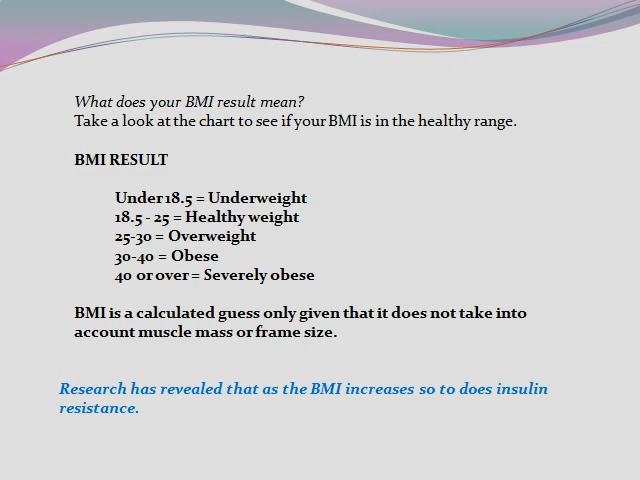 What does your BMI result mean?
Take a look at the chart to see if your BMI is in the healthy range.
BMI RESULT
Under 18.5 = Underweight
18.5 - 25 = Healthy weight
25-30 = Overweight
30-40 = Obese
40 or over = Severely obese
BMI is a calculated guess only given that it does not take into
account muscle mass or frame size.
Research has revealed that as the BMI increases so to does insulin
resistance.